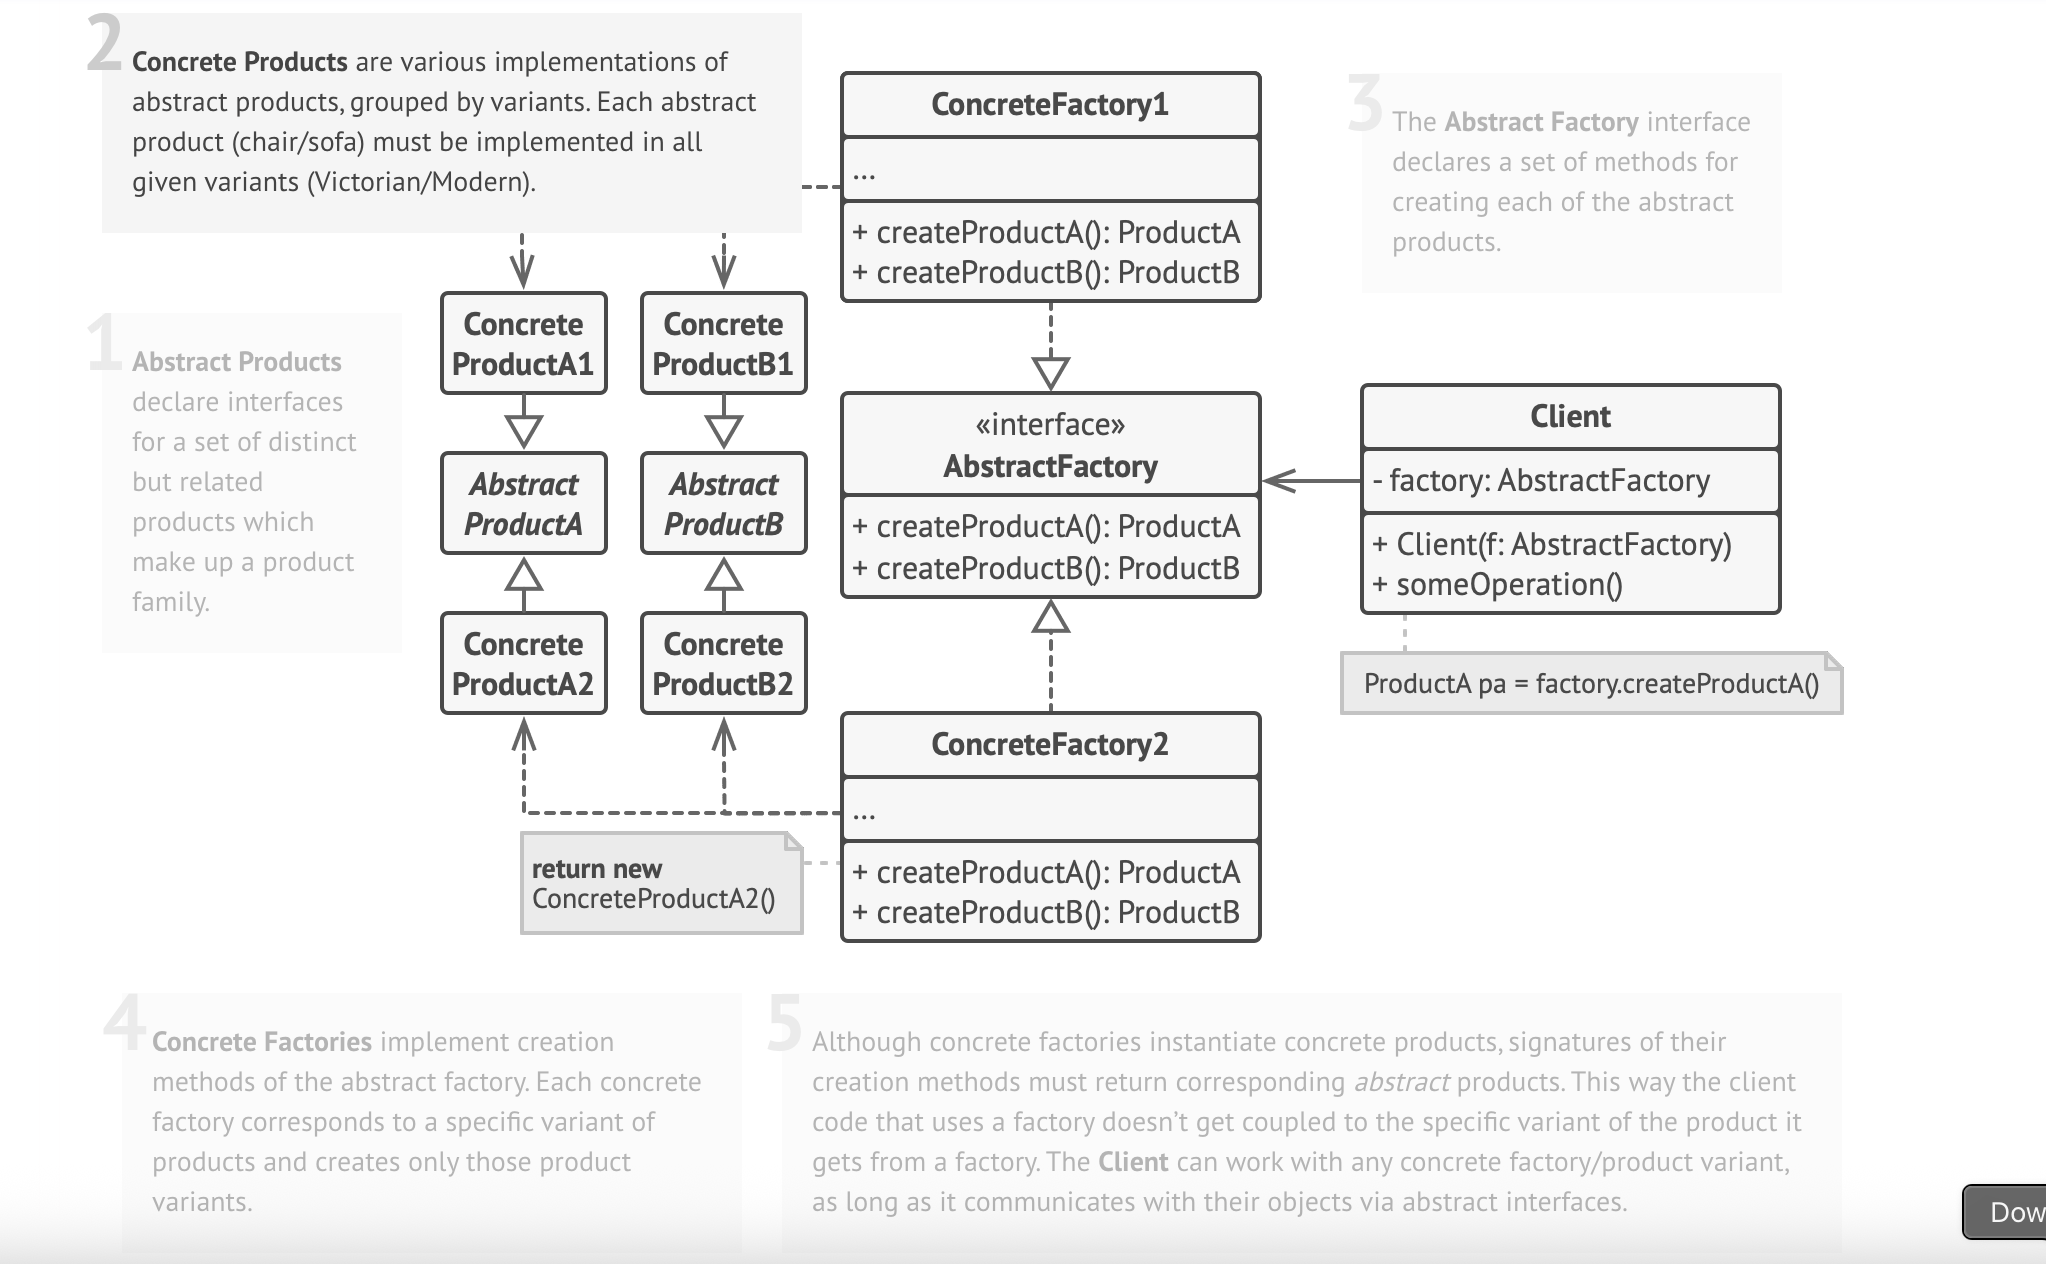 2
Concrete Products are various implementations of
abstract products, grouped by variants. Each abstract
product (chair/sofa) must be implemented in all
given variants (Victorian/Modern).
ConcreteFactory1
...
+ createProductA(): ProductA
+ createProductB(): ProductB
3
The Abstract Factory interface
declares a set of methods for
creating each of the abstract
products.
1
Abstract Products
declare interfaces
for a set of distinct
but related
products which
make up a product
family.
Concrete
ProductA1
Concrete
ProductB1
Abstract
ProductA
Abstract
ProductB
Concrete
ProductA2
Concrete
ProductB2
«interface»
AbstractFactory
+ createProductA(): ProductA
+ createProductB(): ProductB
Client
- factory: AbstractFactory
+ Client(f: AbstractFactory)
+ someOperation()
ProductA pa = factory.createProductA()
ConcreteFactory2
...
+ createProductA(): ProductA
+ createProductB(): ProductB
return new
ConcreteProductA2()
4
Concrete Factories implement creation
methods of the abstract factory. Each concrete
factory corresponds to a specific variant of
products and creates only those product
variants.
5
Although concrete factories instantiate concrete products, signatures of their
creation methods must return corresponding abstract products. This way the client
code that uses a factory doesn't get coupled to the specific variant of the product it
gets from a factory. The Client can work with any concrete factory/product variant,
as long as it communicates with their objects via abstract interfaces.
Dow